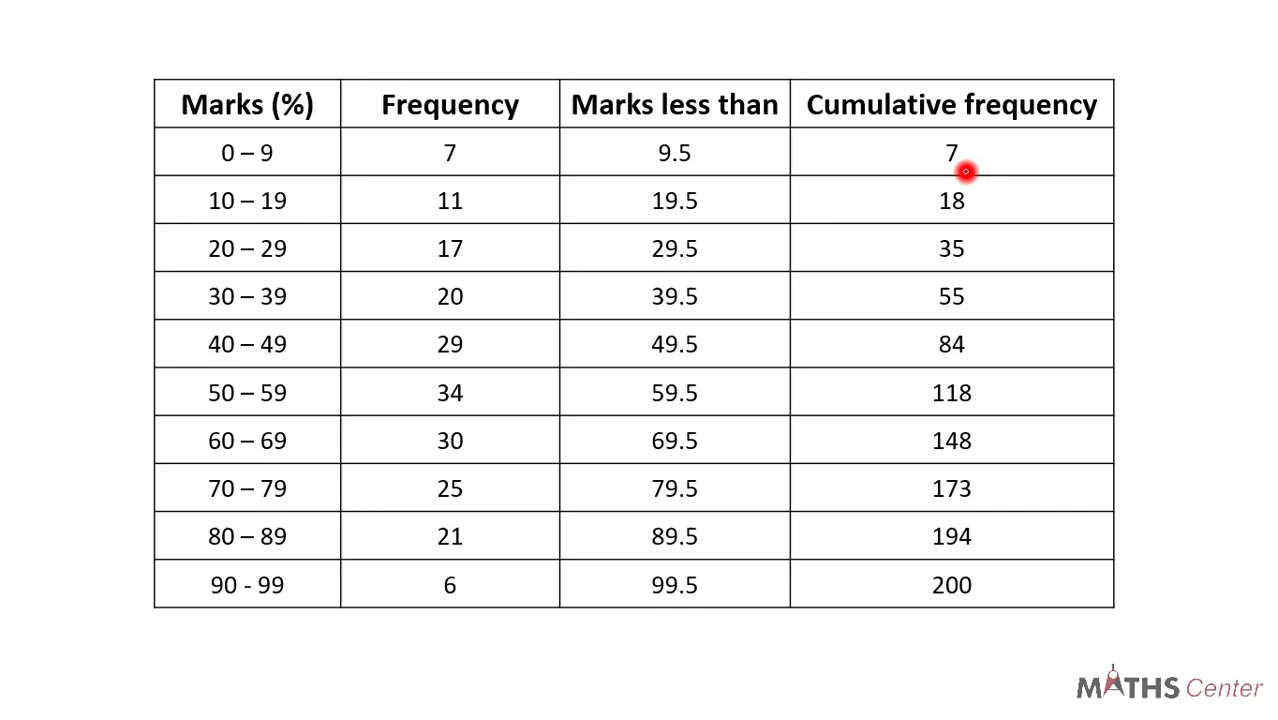 Marks (%) Frequency Marks less than Cumulative frequency
0 – 9 7 9.5 7
10 – 19 11 19.5 18
20 – 29 17 29.5 35
30 – 39 20 39.5 55
40 – 49 29 49.5 84
50 – 59 34 59.5 118
60 – 69 30 69.5 148
70 – 79 25 79.5 173
80 – 89 21 89.5 194
90 - 99 6 99.5 200
MATHS Center